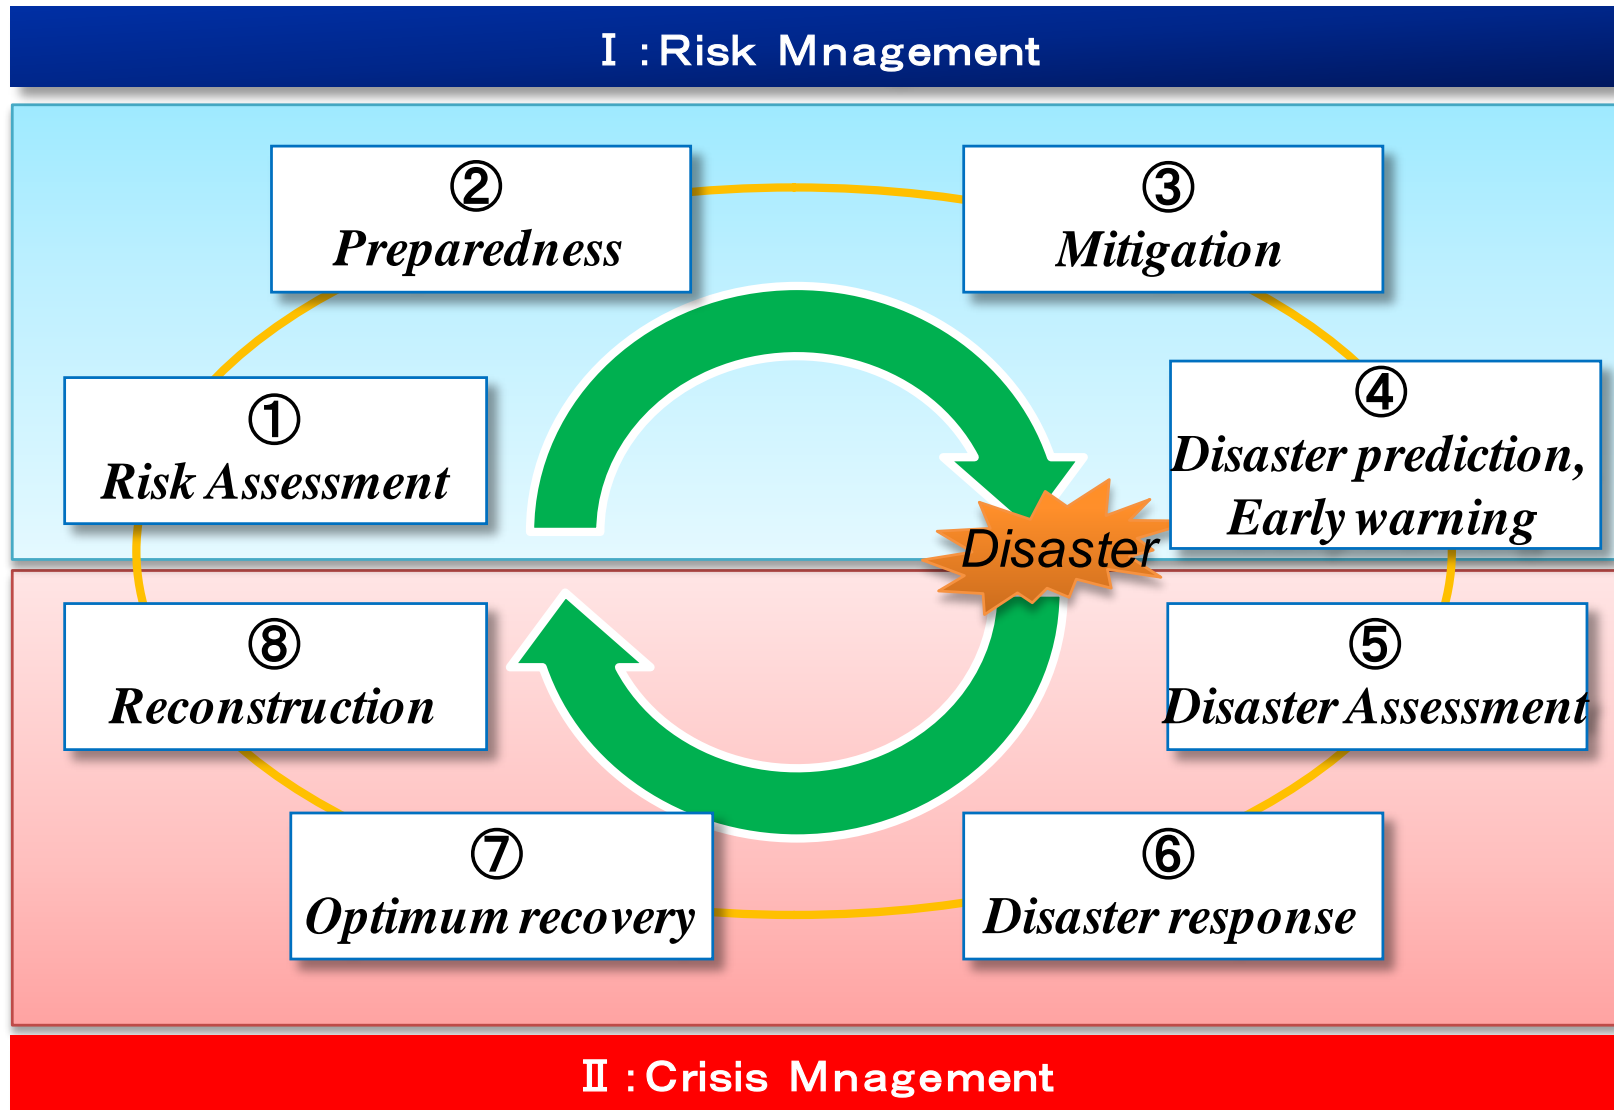 Ⅰ:Risk Mnagement
②
Preparedness
③
Mitigation
①
Risk Assessment
④
Disaster prediction,
Early warning
Disaster
⑧
Reconstruction
⑤
Disaster Assessment
⑦
Optimum recovery
⑥
Disaster response
Ⅱ:Crisis Mnagement